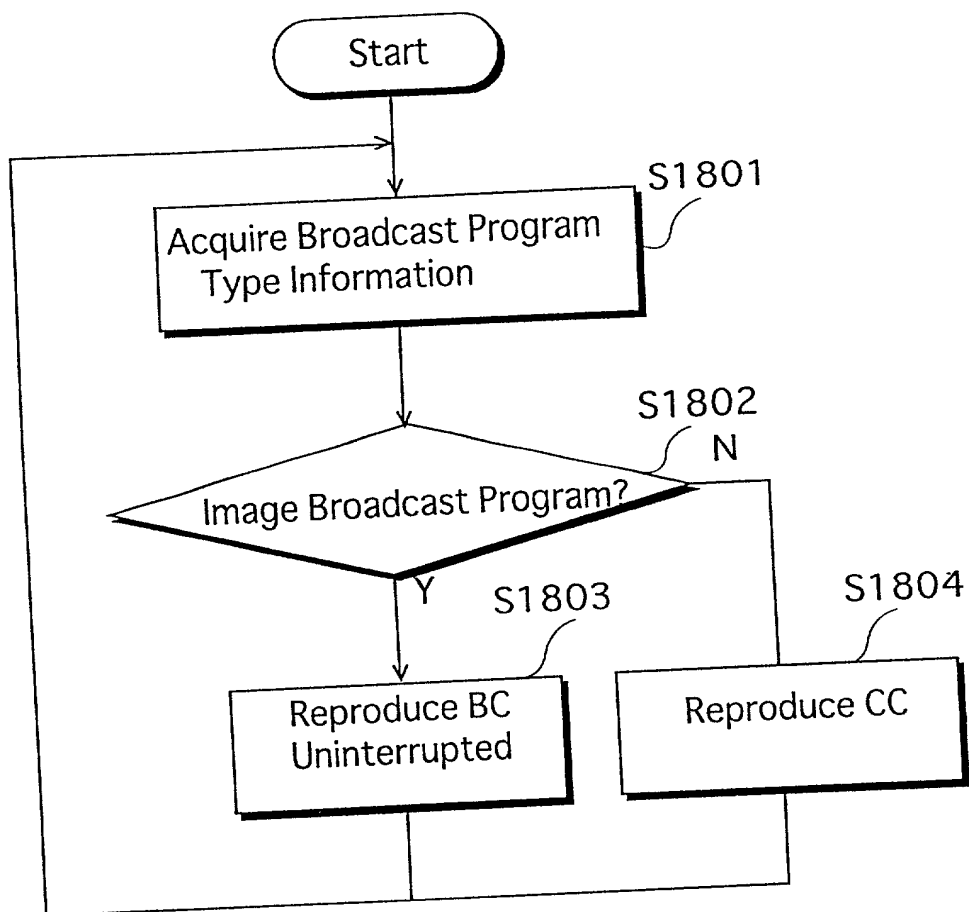 Start
S1801
Acquire Broadcast Program
Type Information
S1802
N
Image Broadcast Program?
Y
S1803
S1804
Reproduce BC
Uninterrupted
Reproduce CC